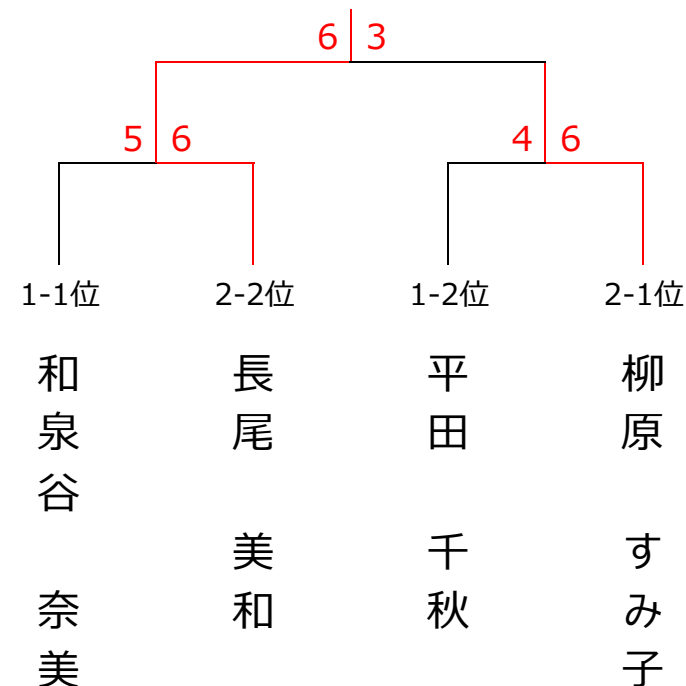 6 3
5 6
4 6
1-1位
2-2位
1-2位
2-1位
和泉谷 奈美
長尾 美和
平田 千秋
柳原 すみ子